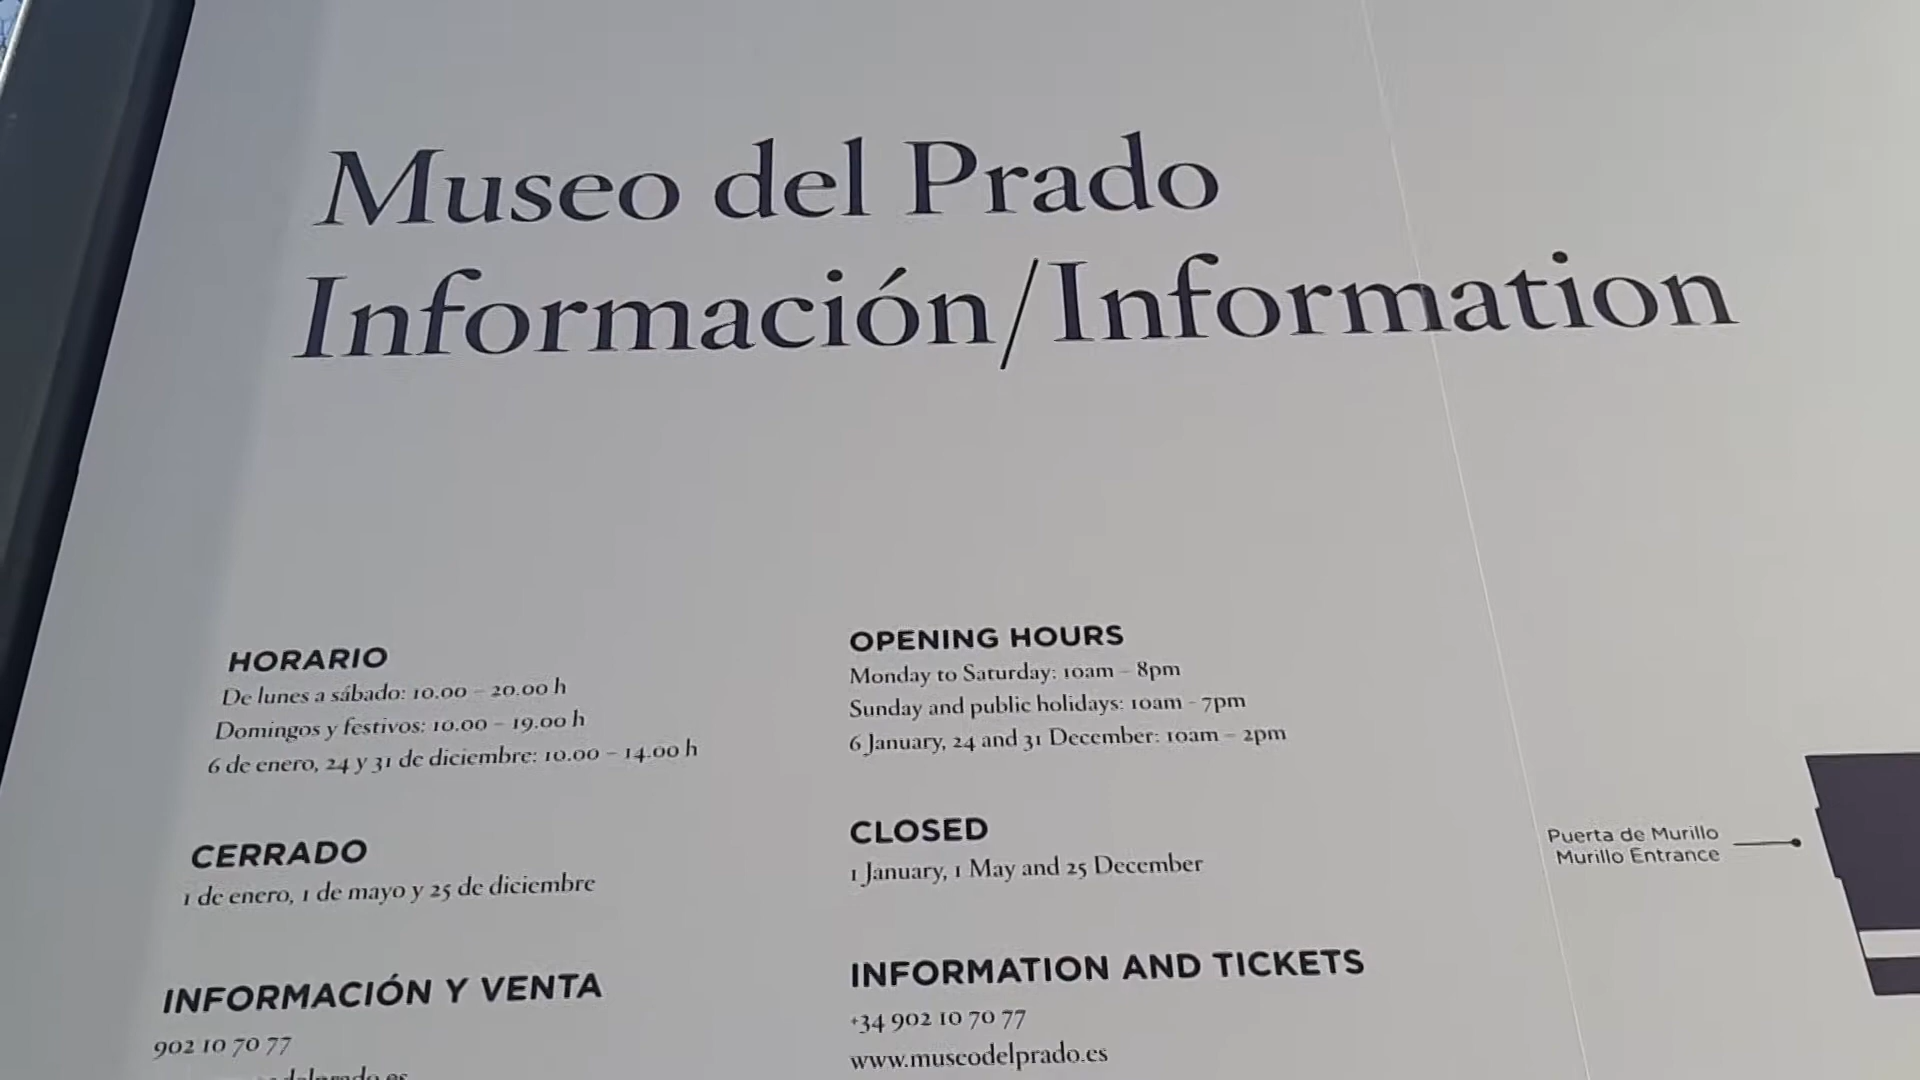 Museo del Prado
Información/Information
HORARIO
De lunes a sábado: 10.00 – 20.00 h
Domingos y festivos: 10.00 – 19.00 h
6 de enero, 24 y 31 de diciembre: 10.00 – 14.00 h
CERRADO
1 de enero, 1 de mayo y 25 de diciembre
INFORMACIÓN Y VENTA
902 10 70 77
OPENING HOURS
Monday to Saturday: 10am – 8pm
Sunday and public holidays: 10am - 7pm
6 January, 24 and 31 December: 10am – 2pm
CLOSED
1 January, 1 May and 25 December
INFORMATION AND TICKETS
+34 902 10 70 77
www.museodelprado.es
Puerta de Murillo
Murillo Entrance